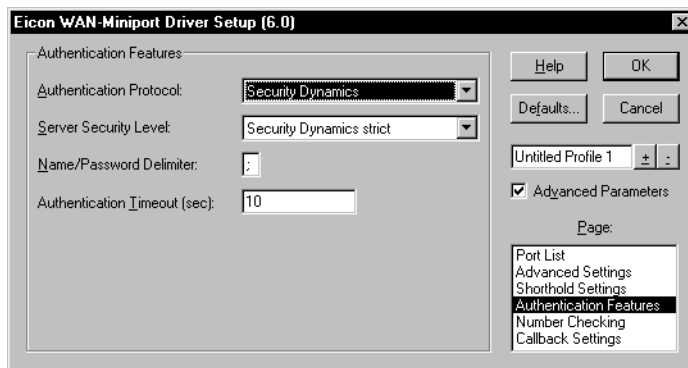 Eicon WAN-Miniport Driver Setup (6.0)
Authentication Features
Authentication Protocol: Security Dynamics
Server Security Level: Security Dynamics strict
Name/Password Delimiter: ;
Authentication Timeout (sec): 10
Help OK
Defaults... Cancel
Untitled Profile 1 + -
Advanced Parameters
Page:
Port List
Advanced Settings
Shorthold Settings
Authentication Features
Number Checking
Callback Settings